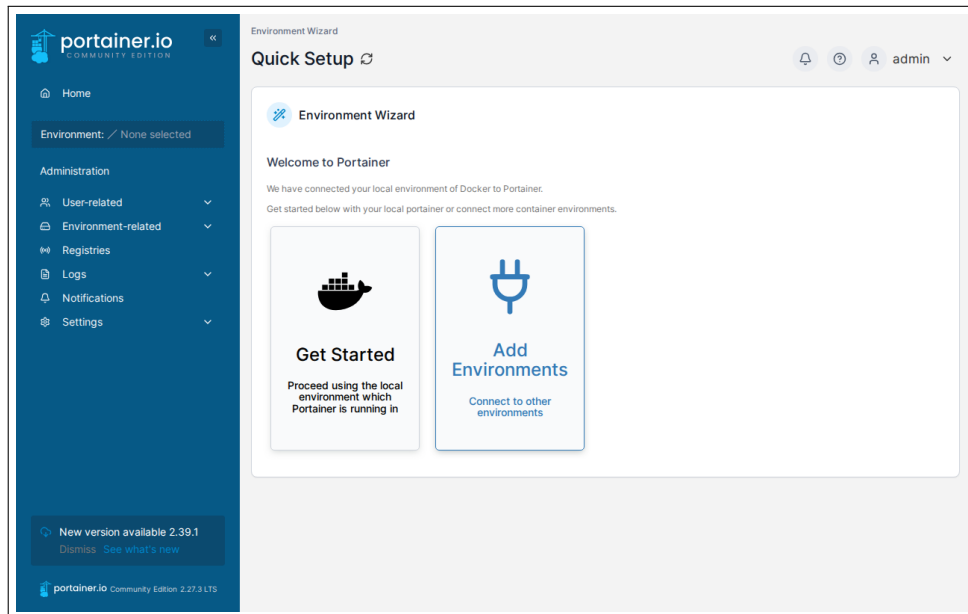 portainer.io
COMMUNITY EDITION
Home
Environment: None selected
Administration
User-related
Environment-related
Registries
Logs
Notifications
Settings
New version available 2.39.1
Dismiss See what's new
portainer.io Community Edition 2.27.3 LTS
Environment Wizard
Quick Setup
admin
Environment Wizard
Welcome to Portainer
We have connected your local environment of Docker to Portainer.
Get started below with your local portainer or connect more container environments.
Get Started
Proceed using the local
environment which
Portainer is running in
Add
Environments
Connect to other
environments